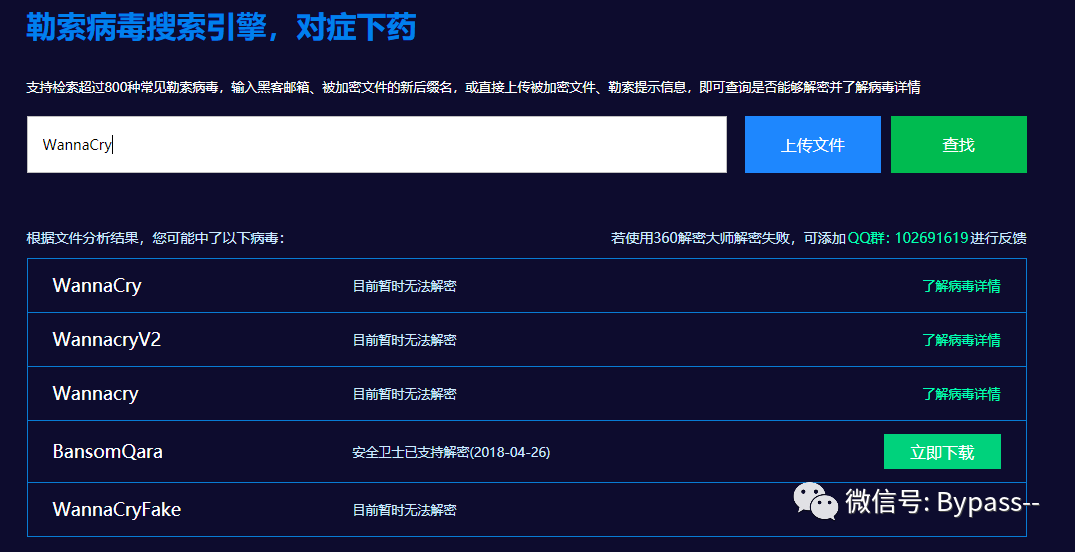 勒索病毒搜索引擎，对症下药
支持检索超过800种常见勒索病毒，输入黑客邮箱、被加密文件的新后缀名，或直接上传被加密文件、勒索提示信息，即可查询是否能够解密并了解病毒详情
WannaCry 上传文件 查找
根据文件分析结果，您可能中了以下病毒： 若使用360解密大师解密失败，可添加QQ群：102691619进行反馈
WannaCry 目前暂时无法解密 了解病毒详情
WannacryV2 目前暂时无法解密 了解病毒详情
Wannacry 目前暂时无法解密 了解病毒详情
BansomQara 安全卫士已支持解密(2018-04-26) 立即下载
WannaCryFake 目前暂时无法解密
微信号: Bypass--